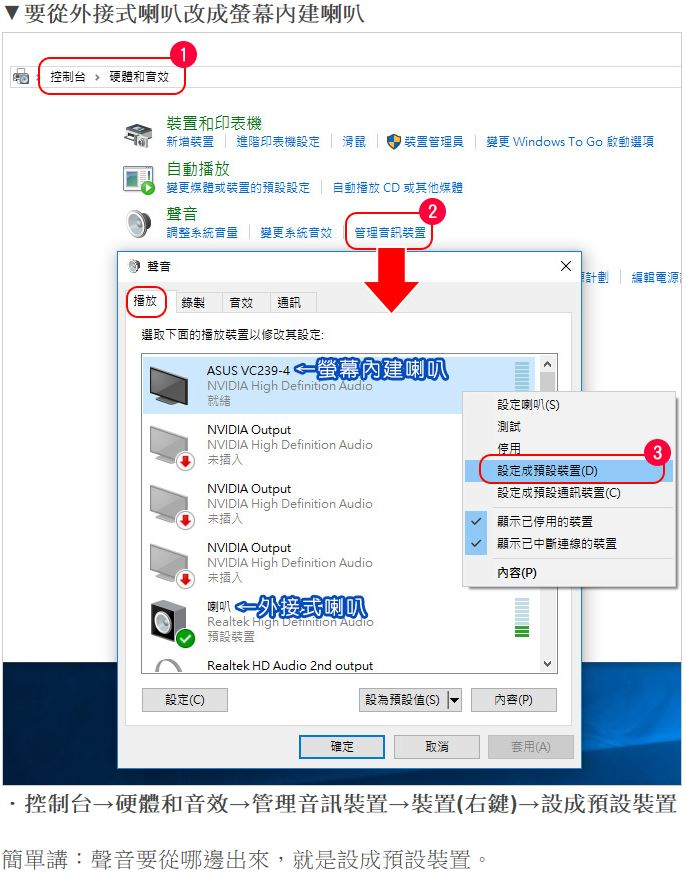 ▼要從外接式喇叭改成螢幕內建喇叭
1
控制台 › 硬體和音效
裝置和印表機
新增裝置 | 進階印表機設定 | 滑鼠 | 裝置管理員 | 變更 Windows To Go 啟動選項
自動播放
變更媒體或裝置的預設設定 | 自動播放 CD 或其他媒體
聲音
2
調整系統音量 | 變更系統音效 | 管理音訊裝置
聲音
源計劃 | 編輯電源
播放 錄製 音效 通訊
選取下面的播放裝置以修改其設定:
ASUS VC239-4 ←螢幕內建喇叭
NVIDIA High Definition Audio
就緒
NVIDIA Output
NVIDIA High Definition Audio
未插入
NVIDIA Output
NVIDIA High Definition Audio
未插入
NVIDIA Output
NVIDIA High Definition Audio
未插入
喇叭 ←外接式喇叭
Realtek High Definition Audio
預設裝置
Realtek HD Audio 2nd output
設定喇叭(S)
測試
停用
3
設定成預設裝置(D)
設定成預設通訊裝置(C)
顯示已停用的裝置
顯示已中斷連線的裝置
內容(P)
設定(C) 設為預設值(S) 內容(P)
確定 取消 套用(A)
．控制台→硬體和音效→管理音訊裝置→裝置(右鍵)→設成預設裝置
簡單講：聲音要從哪邊出來，就是設成預設裝置。